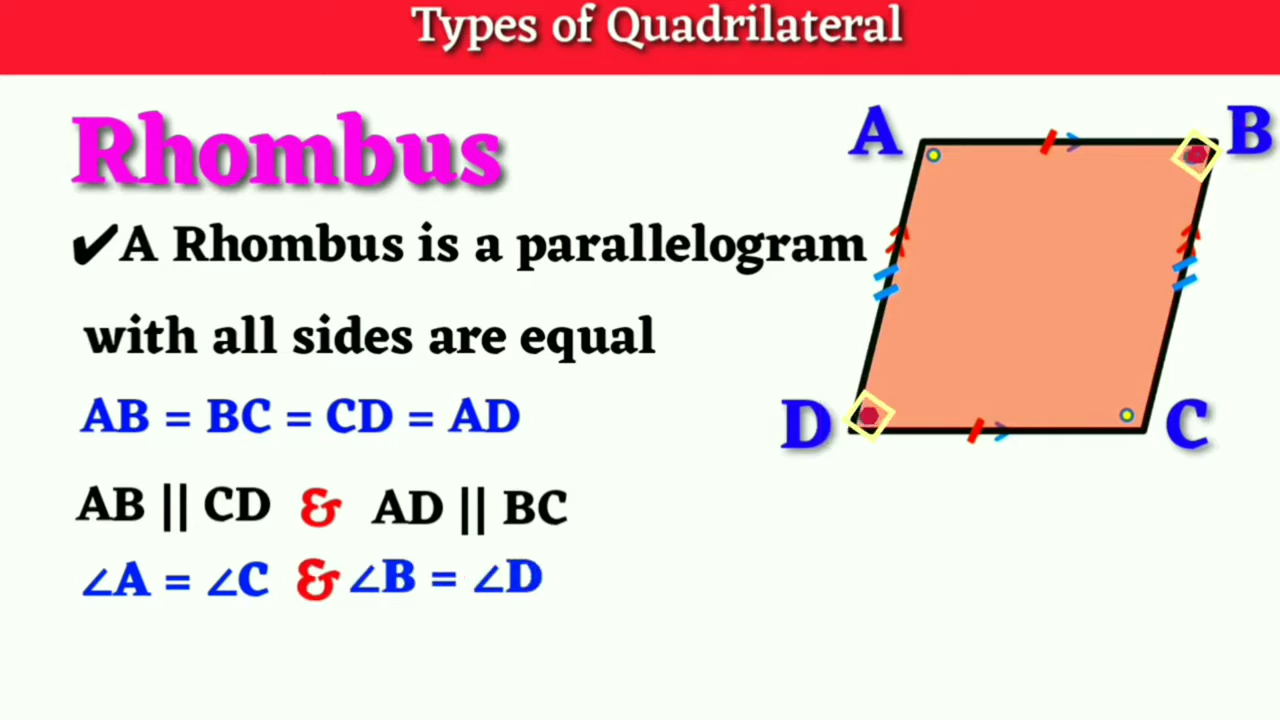 Types of Quadrilateral
Rhombus
✔A Rhombus is a parallelogram
with all sides are equal
AB = BC = CD = AD
AB || CD & AD || BC
∠A = ∠C & ∠B = ∠D
A
B
D
C